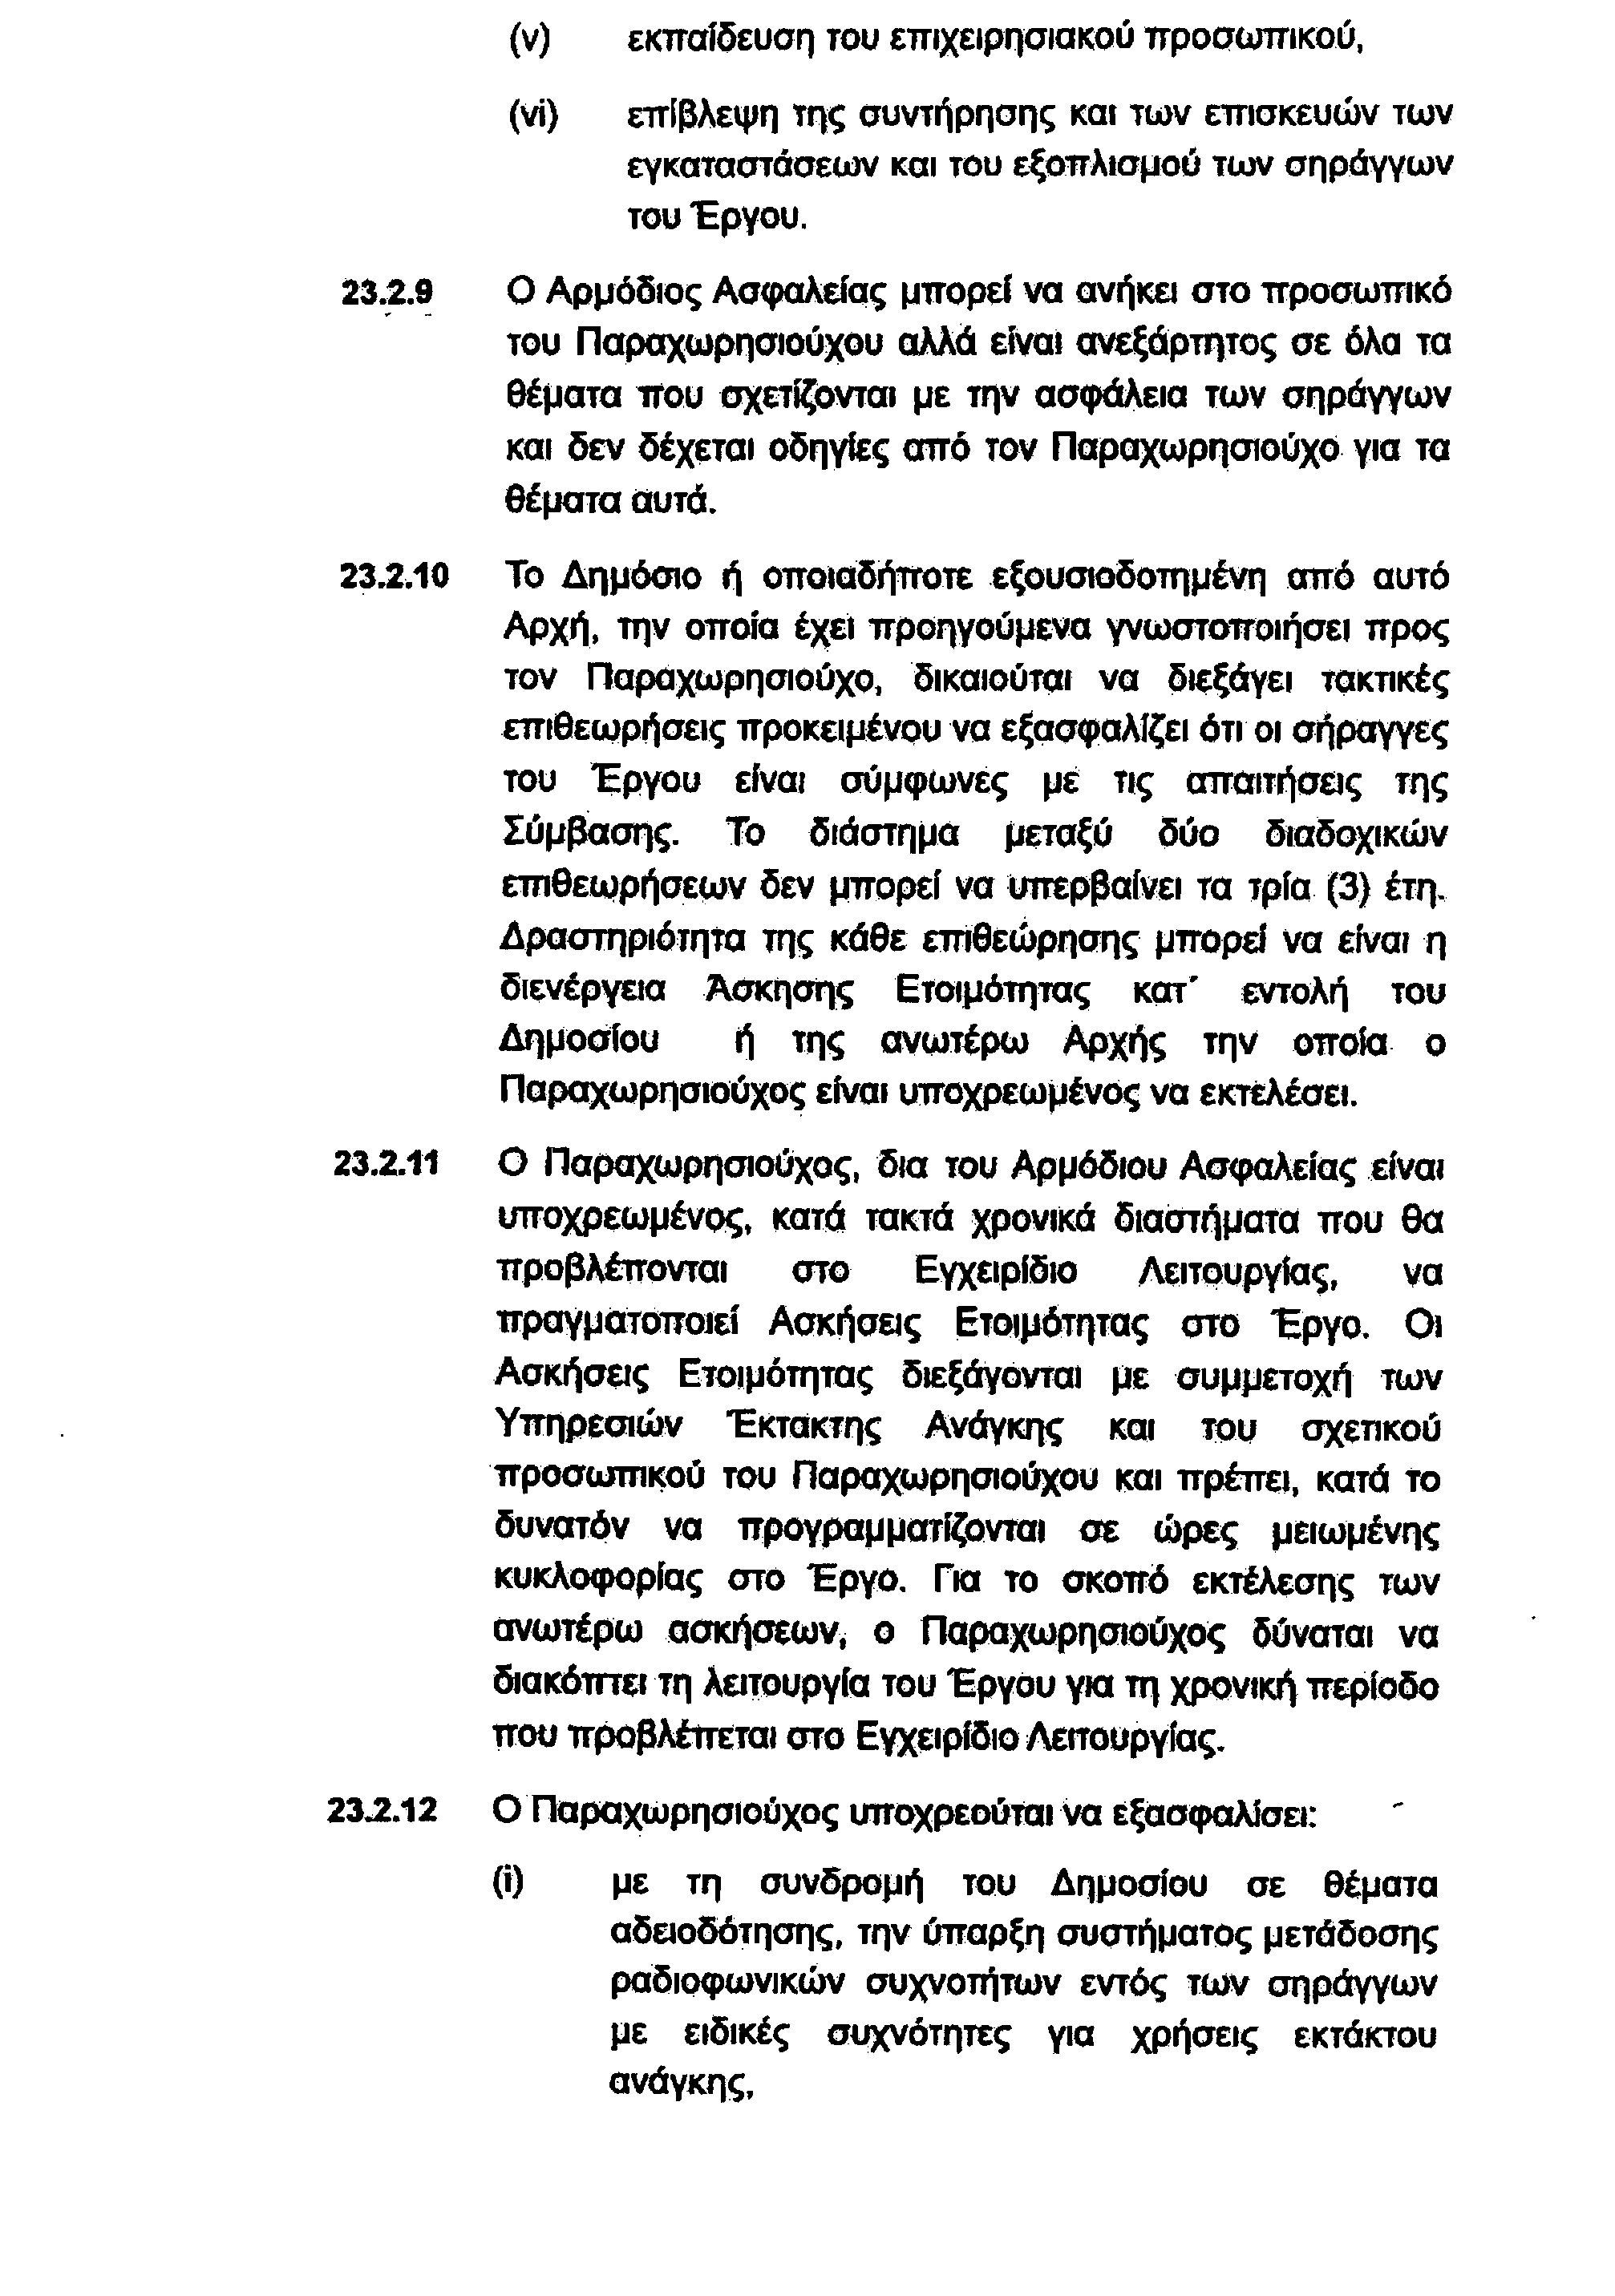 (v) εκπαίδευση του επιχειρησιακού προσωπικού,
(vi) επίβλεψη της συντήρησης και των επισκευών των
εγκαταστάσεων και του εξοπλισμού των σηράγγων
του Έργου.
23.2.9 Ο Αρμόδιος Ασφαλείας μπορεί να ανήκει στο προσωπικό
του Παραχωρησιούχου αλλά είναι ανεξάρτητος σε όλα τα
θέματα που σχετίζονται με την ασφάλεια των σηράγγων
και δεν δέχεται οδηγίες από τον Παραχωρησιούχο για τα
θέματα αυτά.
23.2.10 Το Δημόσιο ή οποιαδήποτε εξουσιοδοτημένη από αυτό
Αρχή, την οποία έχει προηγούμενα γνωστοποιήσει προς
τον Παραχωρησιούχο, δικαιούται να διεξάγει τακτικές
επιθεωρήσεις προκειμένου να εξασφαλίζει ότι οι σήραγγες
του Έργου είναι σύμφωνες με τις απαιτήσεις της
Σύμβασης. Το διάστημα μεταξύ δύο διαδοχικών
επιθεωρήσεων δεν μπορεί να υπερβαίνει τα τρία (3) έτη.
Δραστηριότητα της κάθε επιθεώρησης μπορεί να είναι η
διενέργεια Άσκησης Ετοιμότητας κατ' εντολή του
Δημοσίου ή της ανωτέρω Αρχής την οποία ο
Παραχωρησιούχος είναι υποχρεωμένος να εκτελέσει.
23.2.11 Ο Παραχωρησιούχος, δια του Αρμόδιου Ασφαλείας είναι
υποχρεωμένος, κατά τακτά χρονικά διαστήματα που θα
προβλέπονται στο Εγχειρίδιο Λειτουργίας, να
πραγματοποιεί Ασκήσεις Ετοιμότητας στο Έργο. Οι
Ασκήσεις Ετοιμότητας διεξάγονται με συμμετοχή των
Υπηρεσιών Έκτακτης Ανάγκης και του σχετικού
προσωπικού του Παραχωρησιούχου και πρέπει, κατά το
δυνατόν να προγραμματίζονται σε ώρες μειωμένης
κυκλοφορίας στο Έργο. Για το σκοπό εκτέλεσης των
ανωτέρω ασκήσεων, ο Παραχωρησιούχος δύναται να
διακόπτει τη λειτουργία του Έργου για τη χρονική περίοδο
που προβλέπεται στο Εγχειρίδιο Λειτουργίας.
23.2.12 Ο Παραχωρησιούχος υποχρεούται να εξασφαλίσει:
(i) με τη συνδρομή του Δημοσίου σε θέματα
αδειοδότησης, την ύπαρξη συστήματος μετάδοσης
ραδιοφωνικών συχνοτήτων εντός των σηράγγων
με ειδικές συχνότητες για χρήσεις εκτάκτου
ανάγκης,